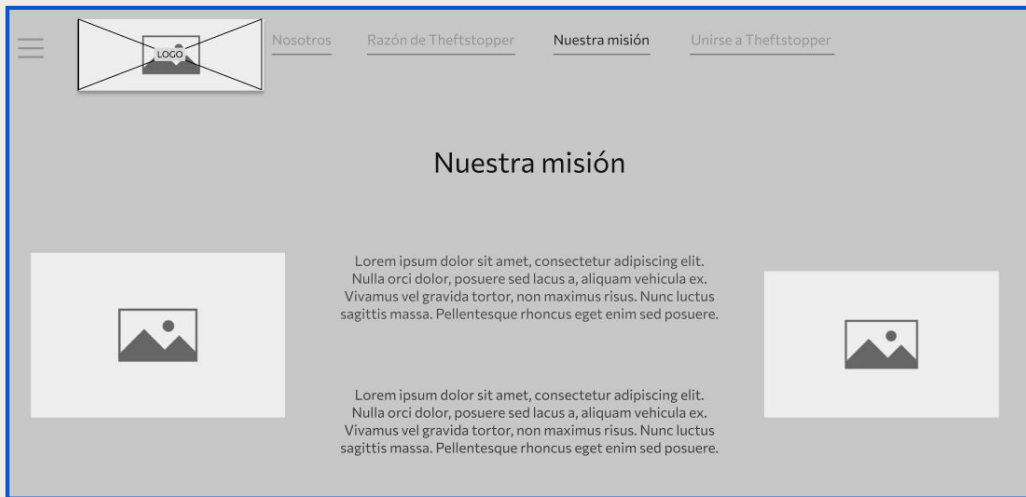 LOGO
Nosotros
Razón de Theftstopper
Nuestra misión
Unirse a Theftstopper
Nuestra misión
Lorem ipsum dolor sit amet, consectetur adipiscing elit.
Nulla orci dolor, posuere sed lacus a, aliquam vehicula ex.
Vivamus vel gravida tortor, non maximus risus. Nunc luctus
sagittis massa. Pellentesque rhoncus eget enim sed posuere.
Lorem ipsum dolor sit amet, consectetur adipiscing elit.
Nulla orci dolor, posuere sed lacus a, aliquam vehicula ex.
Vivamus vel gravida tortor, non maximus risus. Nunc luctus
sagittis massa. Pellentesque rhoncus eget enim sed posuere.